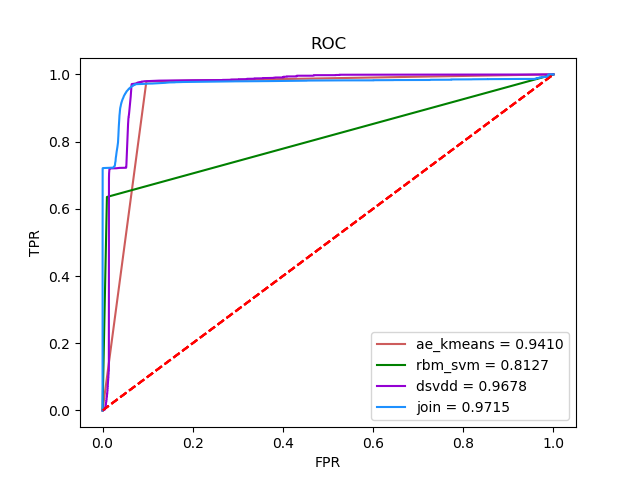 ROC
TPR
1.0
0.8
0.6
0.4
0.2
0.0
ae_kmeans = 0.9410
rbm_svm = 0.8127
dsvdd = 0.9678
join = 0.9715
0.0 0.2 0.4 0.6 0.8 1.0
FPR